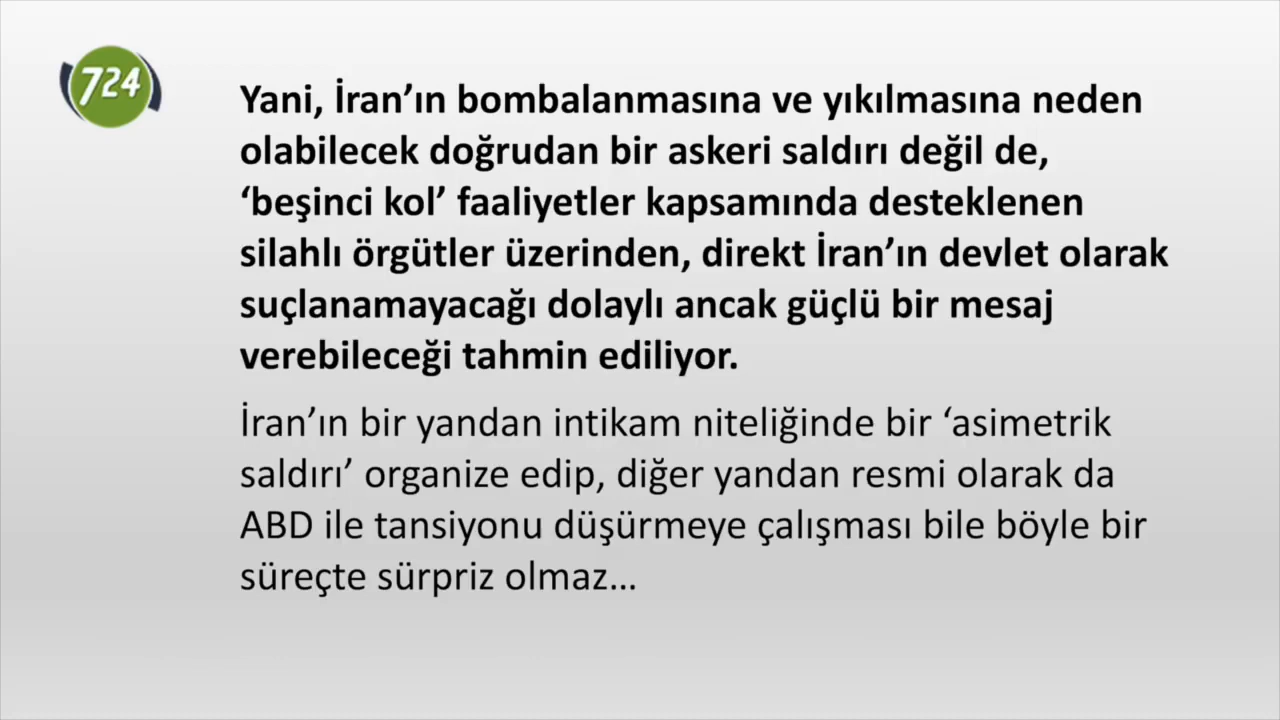 724
Yani, İran’ın bombalanmasına ve yıkılmasına neden
olabilecek doğrudan bir askeri saldırı değil de,
‘beşinci kol’ faaliyetler kapsamında desteklenen
silahlı örgütler üzerinden, direkt İran’ın devlet olarak
suçlanamayacağı dolaylı ancak güçlü bir mesaj
verebileceği tahmin ediliyor.
İran’ın bir yandan intikam niteliğinde bir ‘asimetrik
saldırı’ organize edip, diğer yandan resmi olarak da
ABD ile tansiyonu düşürmeye çalışması bile böyle bir
süreçte sürpriz olmaz…